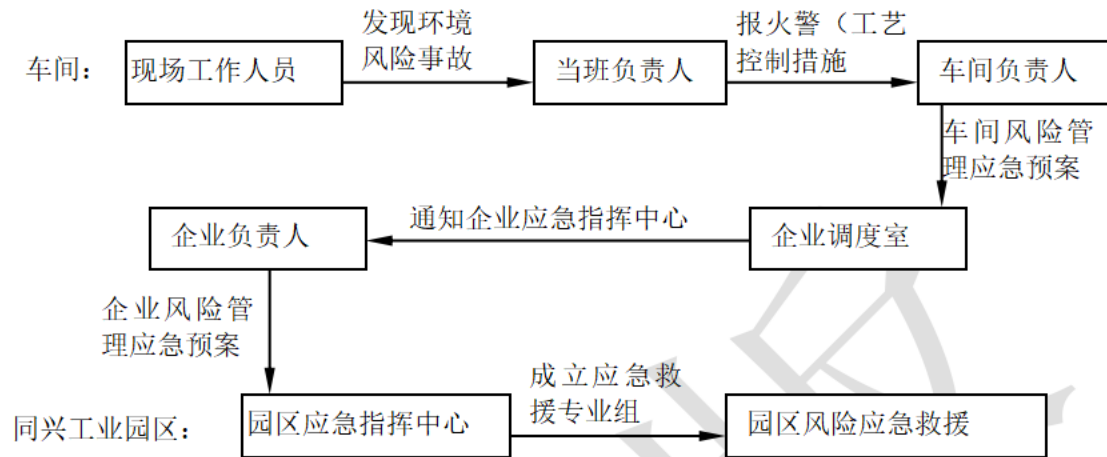 发现环境
风险事故
报火警（工艺
控制措施
车间：
现场工作人员
当班负责人
车间负责人
车间风险管
理应急预案
企业负责人
通知企业应急指挥中心
企业调度室
企业风险管
理应急预案
成立应急救
援专业组
同兴工业园区：
园区应急指挥中心
园区风险应急救援